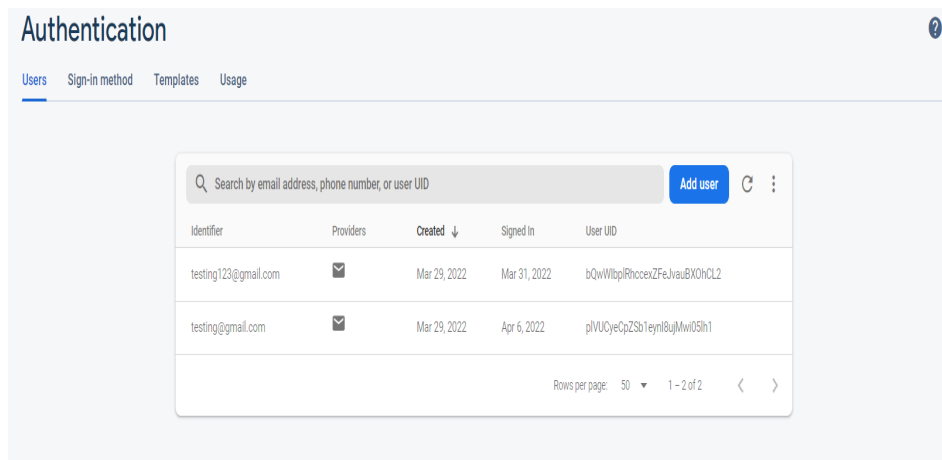 Authentication
Users Sign-in method Templates Usage
Search by email address, phone number, or user UID Add user
Identifier Providers Created Signed In User UID
testing123@gmail.com Mar 29, 2022 Mar 31, 2022 bQwWIbplRhccexZFeJvauBXOhCL2
testing@gmail.com Mar 29, 2022 Apr 6, 2022 plVUCyeCpZSb1eynI8ujMwi05lh1
Rows per page: 50 1 – 2 of 2